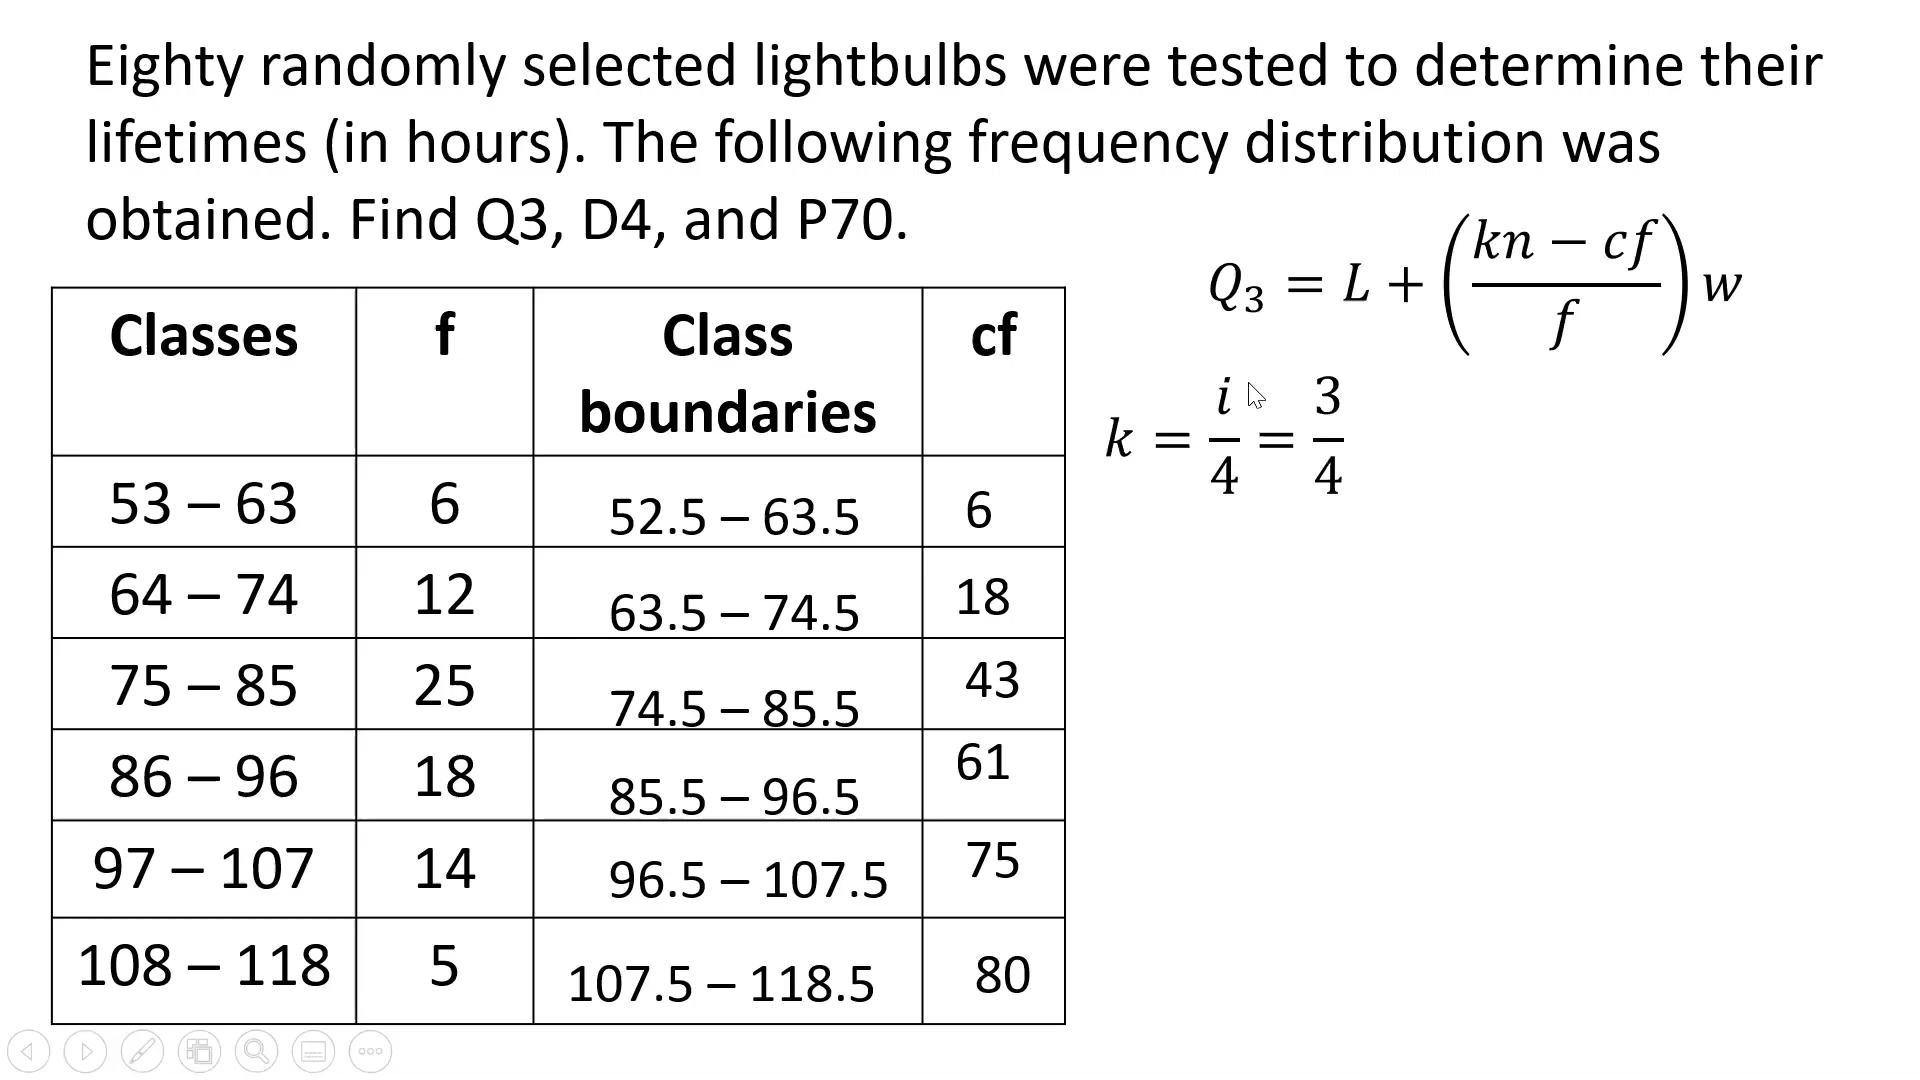 Eighty randomly selected lightbulbs were tested to determine their
lifetimes (in hours). The following frequency distribution was
obtained. Find Q3, D4, and P70.
Q₃ = L + ((kn − cf)/f) w
k = i/4 = 3/4
Classes f Class boundaries cf
53 – 63 6 52.5 – 63.5 6
64 – 74 12 63.5 – 74.5 18
75 – 85 25 74.5 – 85.5 43
86 – 96 18 85.5 – 96.5 61
97 – 107 14 96.5 – 107.5 75
108 – 118 5 107.5 – 118.5 80